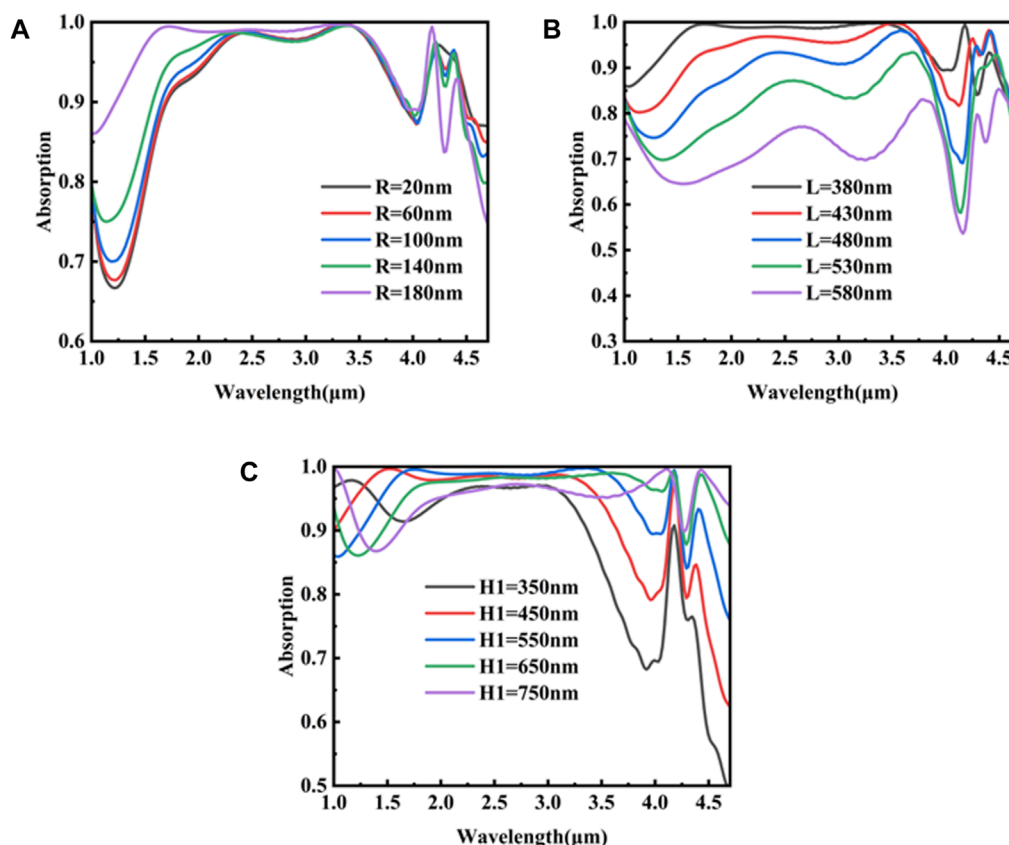 A
1.0
0.9
0.8
0.7
0.6
Absorption
R=20nm
R=60nm
R=100nm
R=140nm
R=180nm
1.0 1.5 2.0 2.5 3.0 3.5 4.0 4.5
Wavelength(μm)
B
1.0
0.9
0.8
0.7
0.6
0.5
0.4
0.3
Absorption
L=380nm
L=430nm
L=480nm
L=530nm
L=580nm
1.0 1.5 2.0 2.5 3.0 3.5 4.0 4.5
Wavelength(μm)
C
1.0
0.9
0.8
0.7
0.6
0.5
Absorption
H1=350nm
H1=450nm
H1=550nm
H1=650nm
H1=750nm
1.0 1.5 2.0 2.5 3.0 3.5 4.0 4.5
Wavelength(μm)